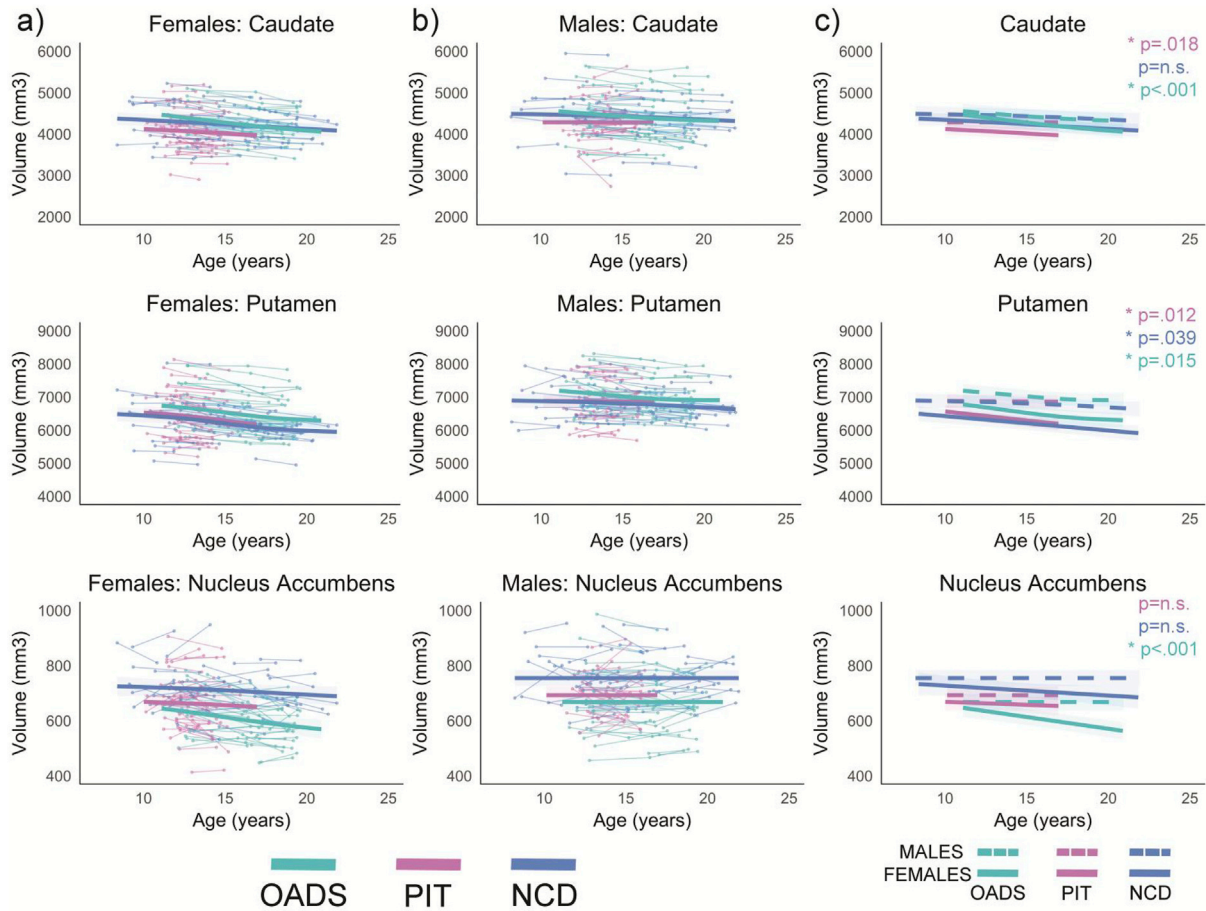 a)
Females: Caudate
Volume (mm3)
6000
5000
4000
3000
2000
10 15 20 25
Age (years)
b)
Males: Caudate
Volume (mm3)
6000
5000
4000
3000
2000
10 15 20 25
Age (years)
c)
Caudate
* p=.018
p=n.s.
* p<.001
Volume (mm3)
6000
5000
4000
3000
2000
10 15 20 25
Age (years)
Females: Putamen
Volume (mm3)
9000
8000
7000
6000
5000
4000
10 15 20 25
Age (years)
Males: Putamen
Volume (mm3)
9000
8000
7000
6000
5000
4000
10 15 20 25
Age (years)
Putamen
* p=.012
* p=.039
* p=.015
Volume (mm3)
9000
8000
7000
6000
5000
4000
10 15 20 25
Age (years)
Females: Nucleus Accumbens
Volume (mm3)
1000
800
600
400
10 15 20 25
Age (years)
Males: Nucleus Accumbens
Volume (mm3)
1000
800
600
400
10 15 20 25
Age (years)
Nucleus Accumbens
p=n.s.
p=n.s.
* p<.001
Volume (mm3)
1000
800
600
400
10 15 20 25
Age (years)
OADS PIT NCD
MALES
FEMALES
OADS PIT NCD